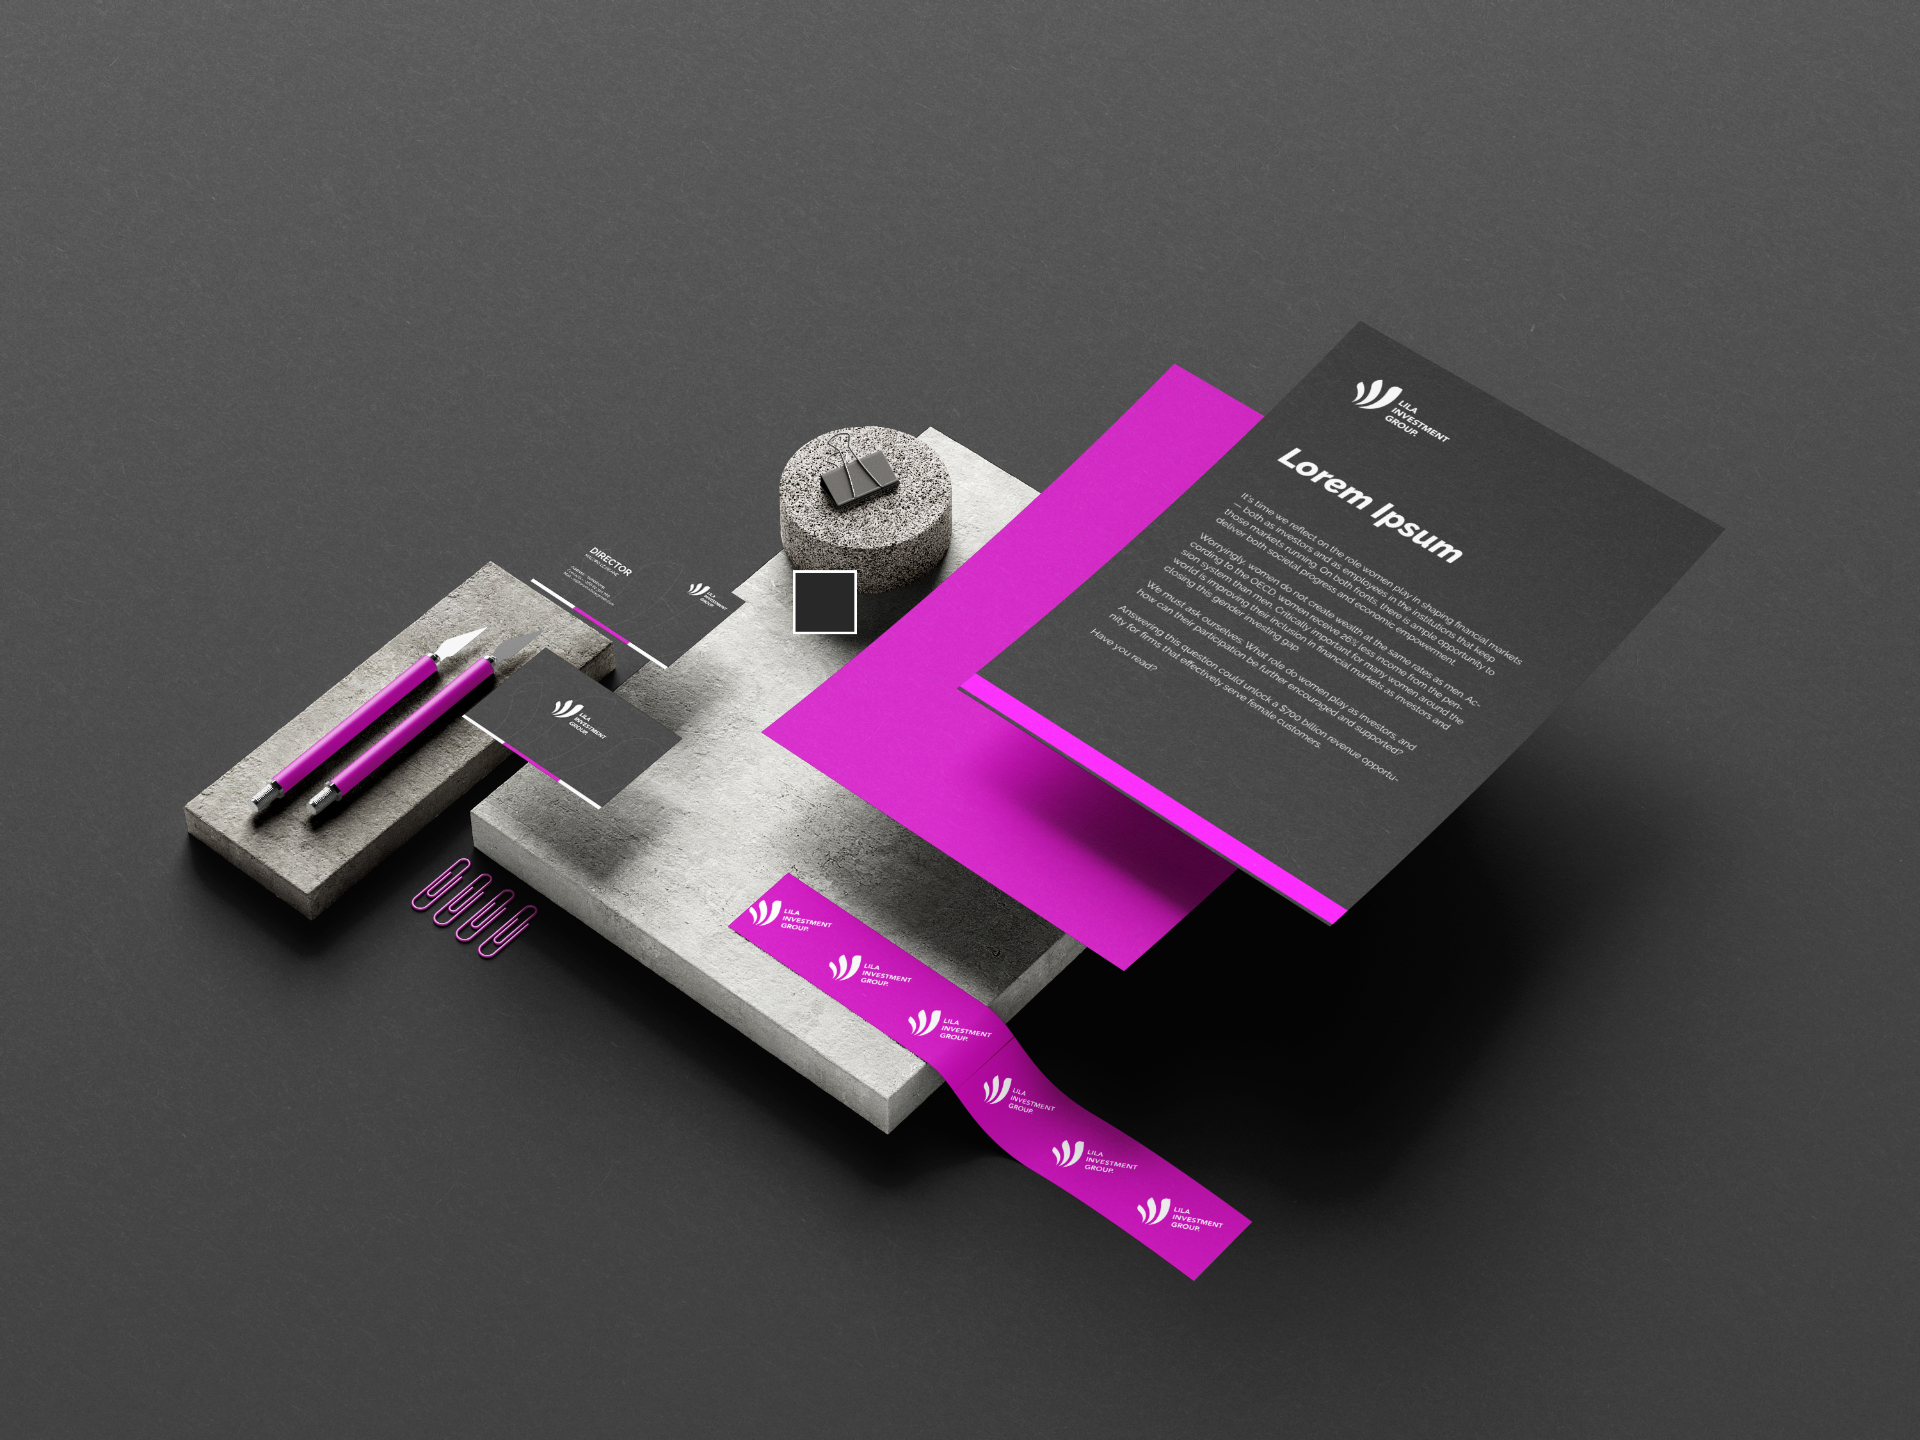 LILA
INVESTMENT
GROUP.
Lorem Ipsum
It's time we reflect on the role women play in shaping financial markets
— both as investors and as employees in the institutions that keep
those markets running. On both fronts, there is ample opportunity to
deliver both societal progress and economic empowerment.
Worryingly, women do not create wealth at the same rates as men. Ac-
cording to the OECD, women receive 26% less income from the pen-
sion system than men. Critically important for many women around the
world is improving their inclusion in financial markets as investors and
closing this gender investing gap.
We must ask ourselves: What role do women play as investors, and
how can their participation be further encouraged and supported?
Answering this question could unlock a $700 billion revenue opportu-
nity for firms that effectively serve female customers.
Have you read?
DIRECTOR
LILA
INVESTMENT
GROUP.
LILA
INVESTMENT
GROUP.
LILA
INVESTMENT
GROUP.
LILA
INVESTMENT
GROUP.
LILA
INVESTMENT
GROUP.
LILA
INVESTMENT
GROUP.
LILA
INVESTMENT
GROUP.
LILA
INVESTMENT
GROUP.